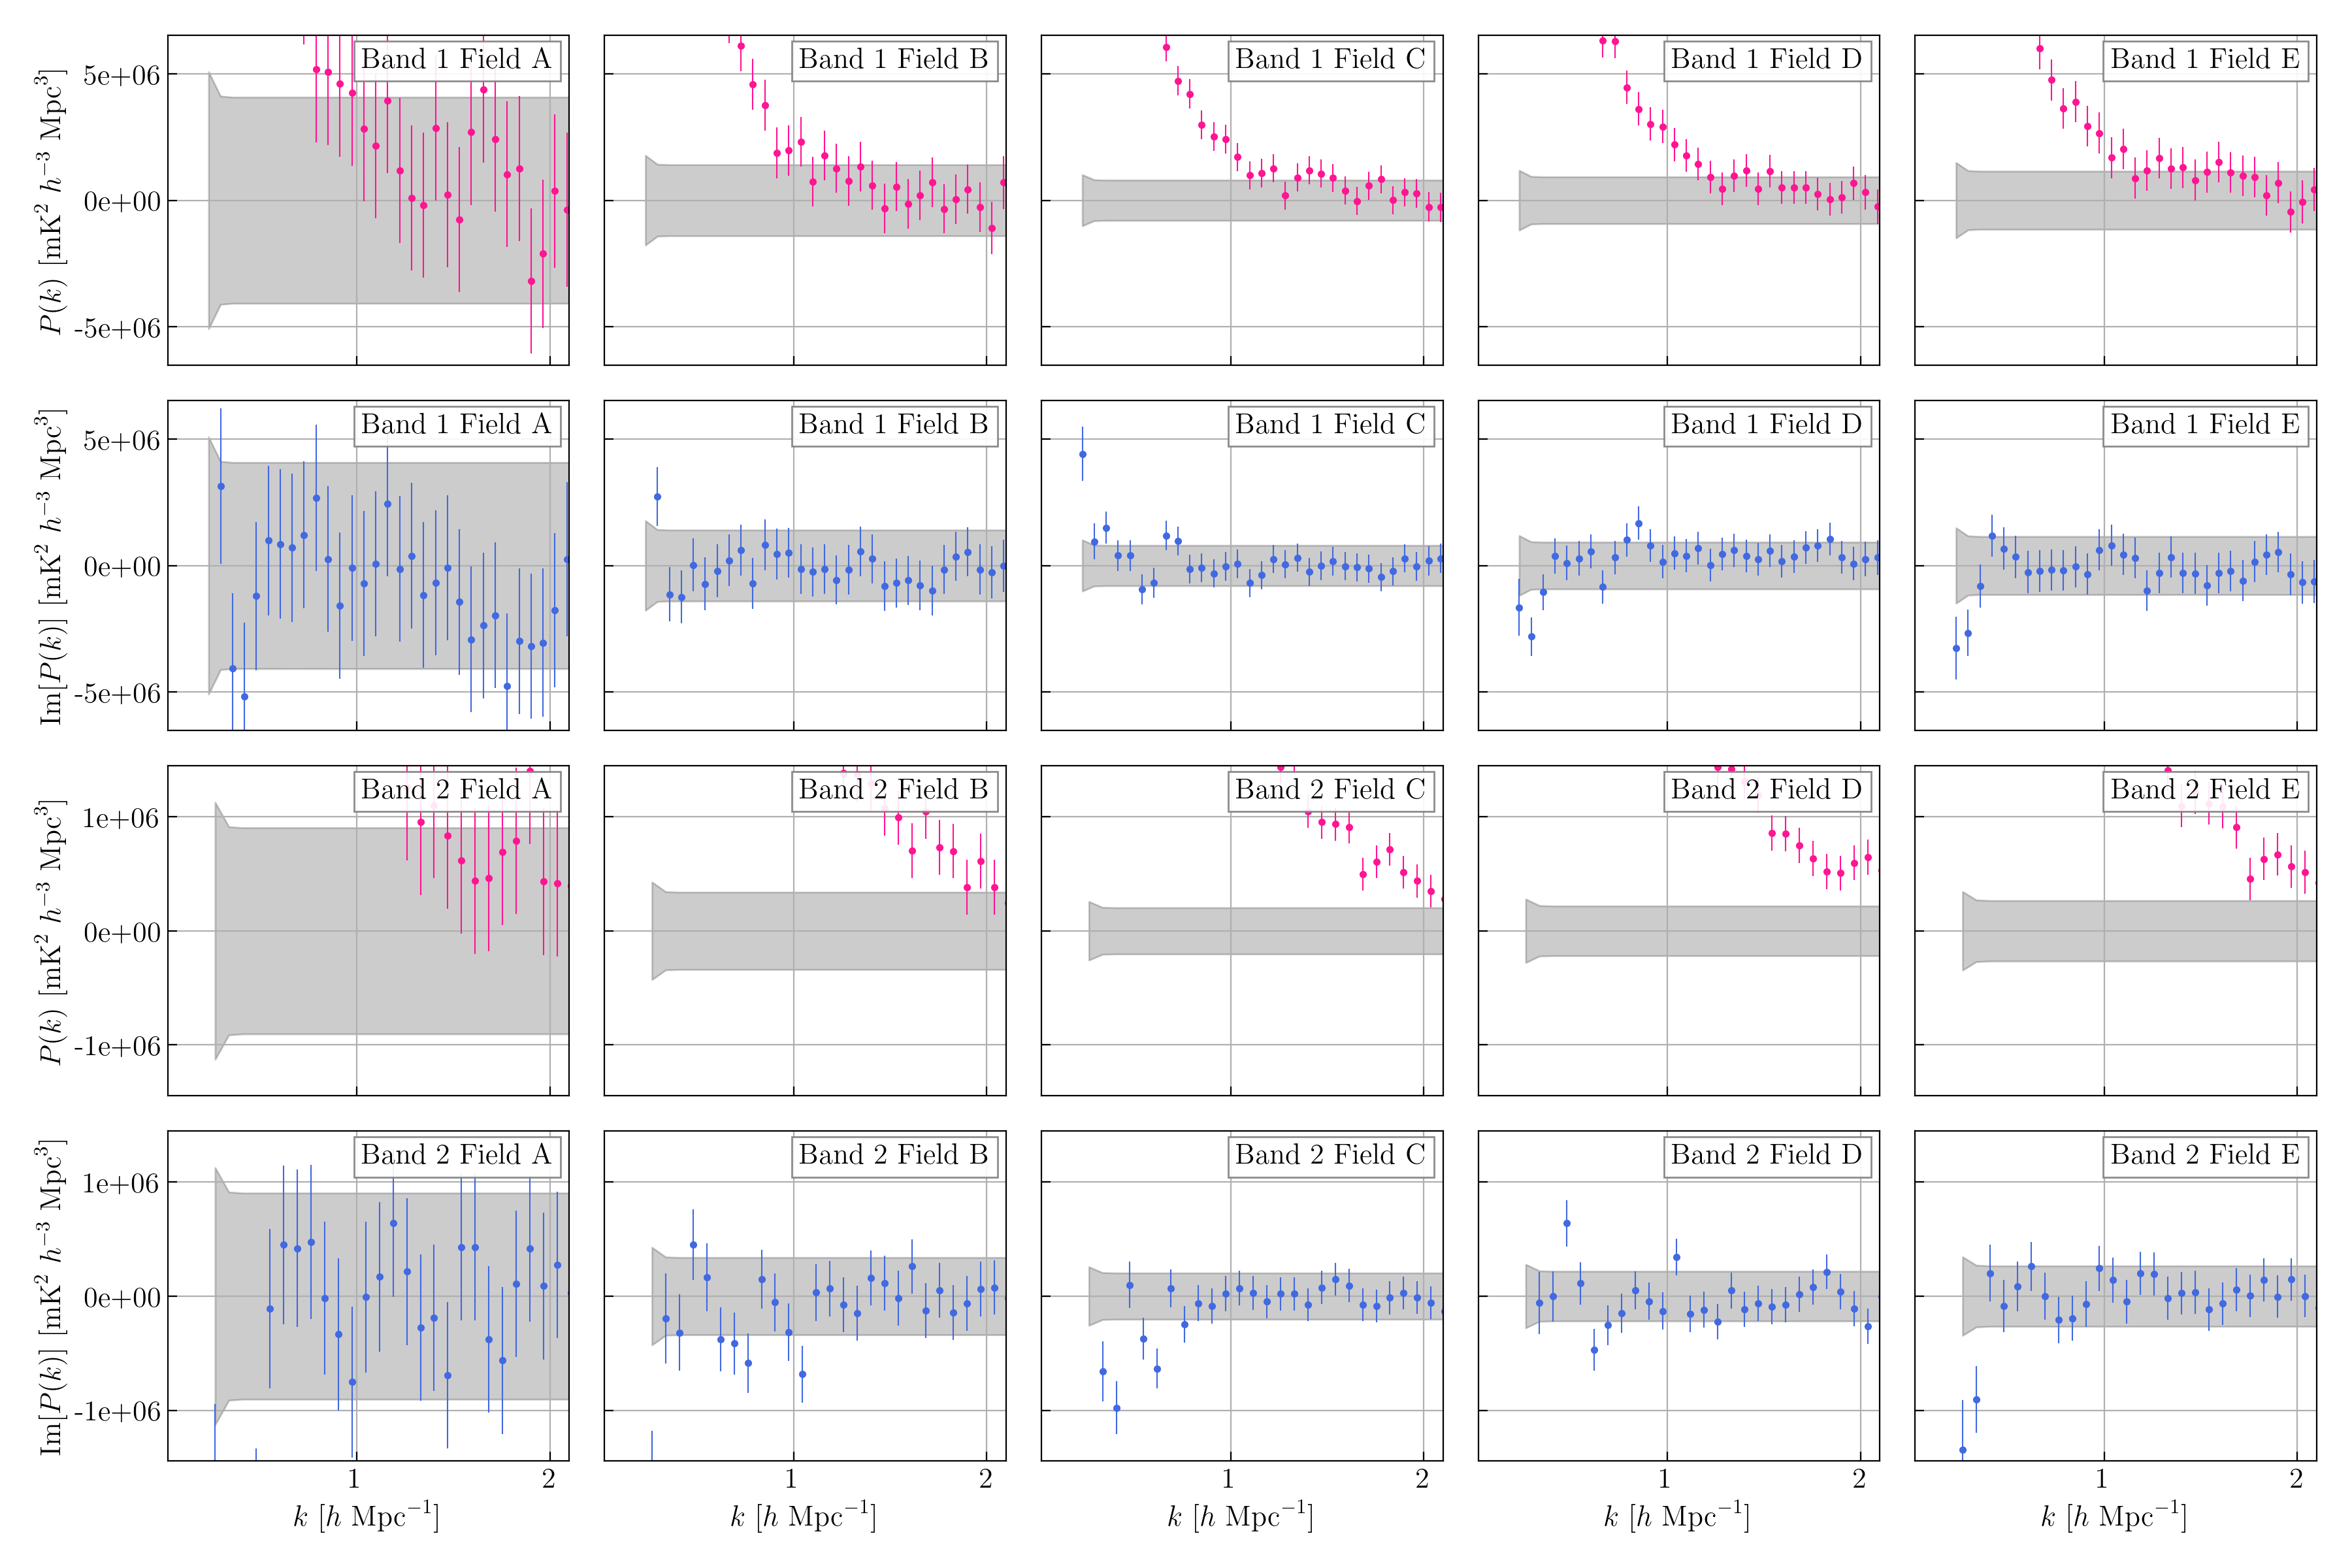 Band 1 Field A
Band 1 Field B
Band 1 Field C
Band 1 Field D
Band 1 Field E
P(k) [mK² h⁻³ Mpc³]
5e+06
0e+00
-5e+06
Band 1 Field A
Band 1 Field B
Band 1 Field C
Band 1 Field D
Band 1 Field E
Im[P(k)] [mK² h⁻³ Mpc³]
5e+06
0e+00
-5e+06
Band 2 Field A
Band 2 Field B
Band 2 Field C
Band 2 Field D
Band 2 Field E
P(k) [mK² h⁻³ Mpc³]
1e+06
0e+00
-1e+06
Band 2 Field A
Band 2 Field B
Band 2 Field C
Band 2 Field D
Band 2 Field E
Im[P(k)] [mK² h⁻³ Mpc³]
1e+06
0e+00
-1e+06
1 2
1 2
1 2
1 2
1 2
k [h Mpc⁻¹]
k [h Mpc⁻¹]
k [h Mpc⁻¹]
k [h Mpc⁻¹]
k [h Mpc⁻¹]